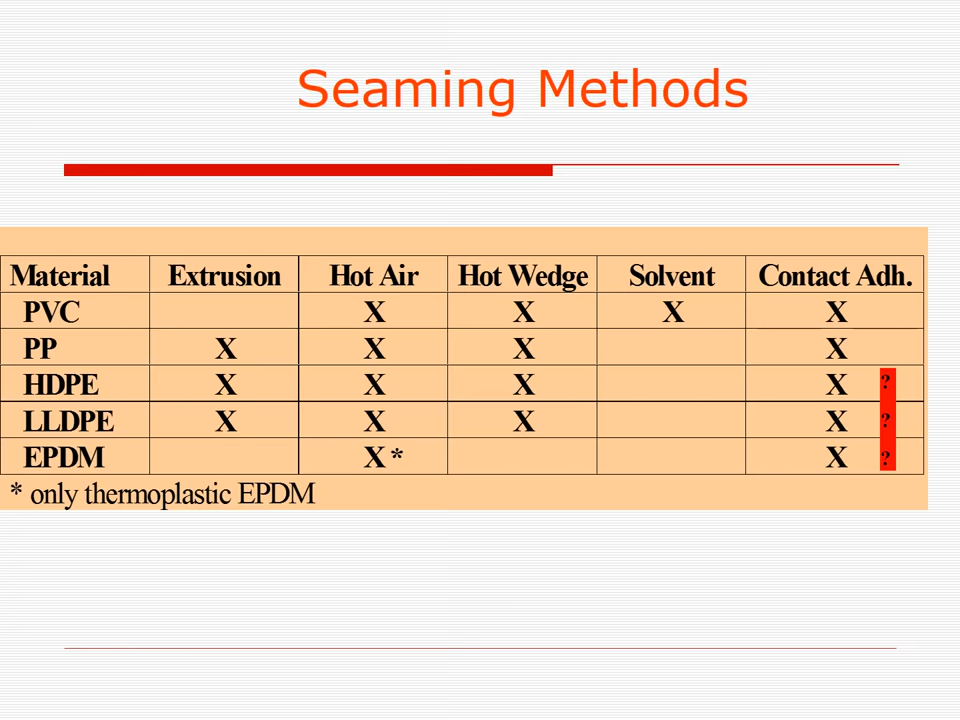 Seaming Methods
Material Extrusion Hot Air Hot Wedge Solvent Contact Adh.
PVC X X X X
PP X X X X
HDPE X X X X ?
LLDPE X X X X ?
EPDM X * X ?
* only thermoplastic EPDM